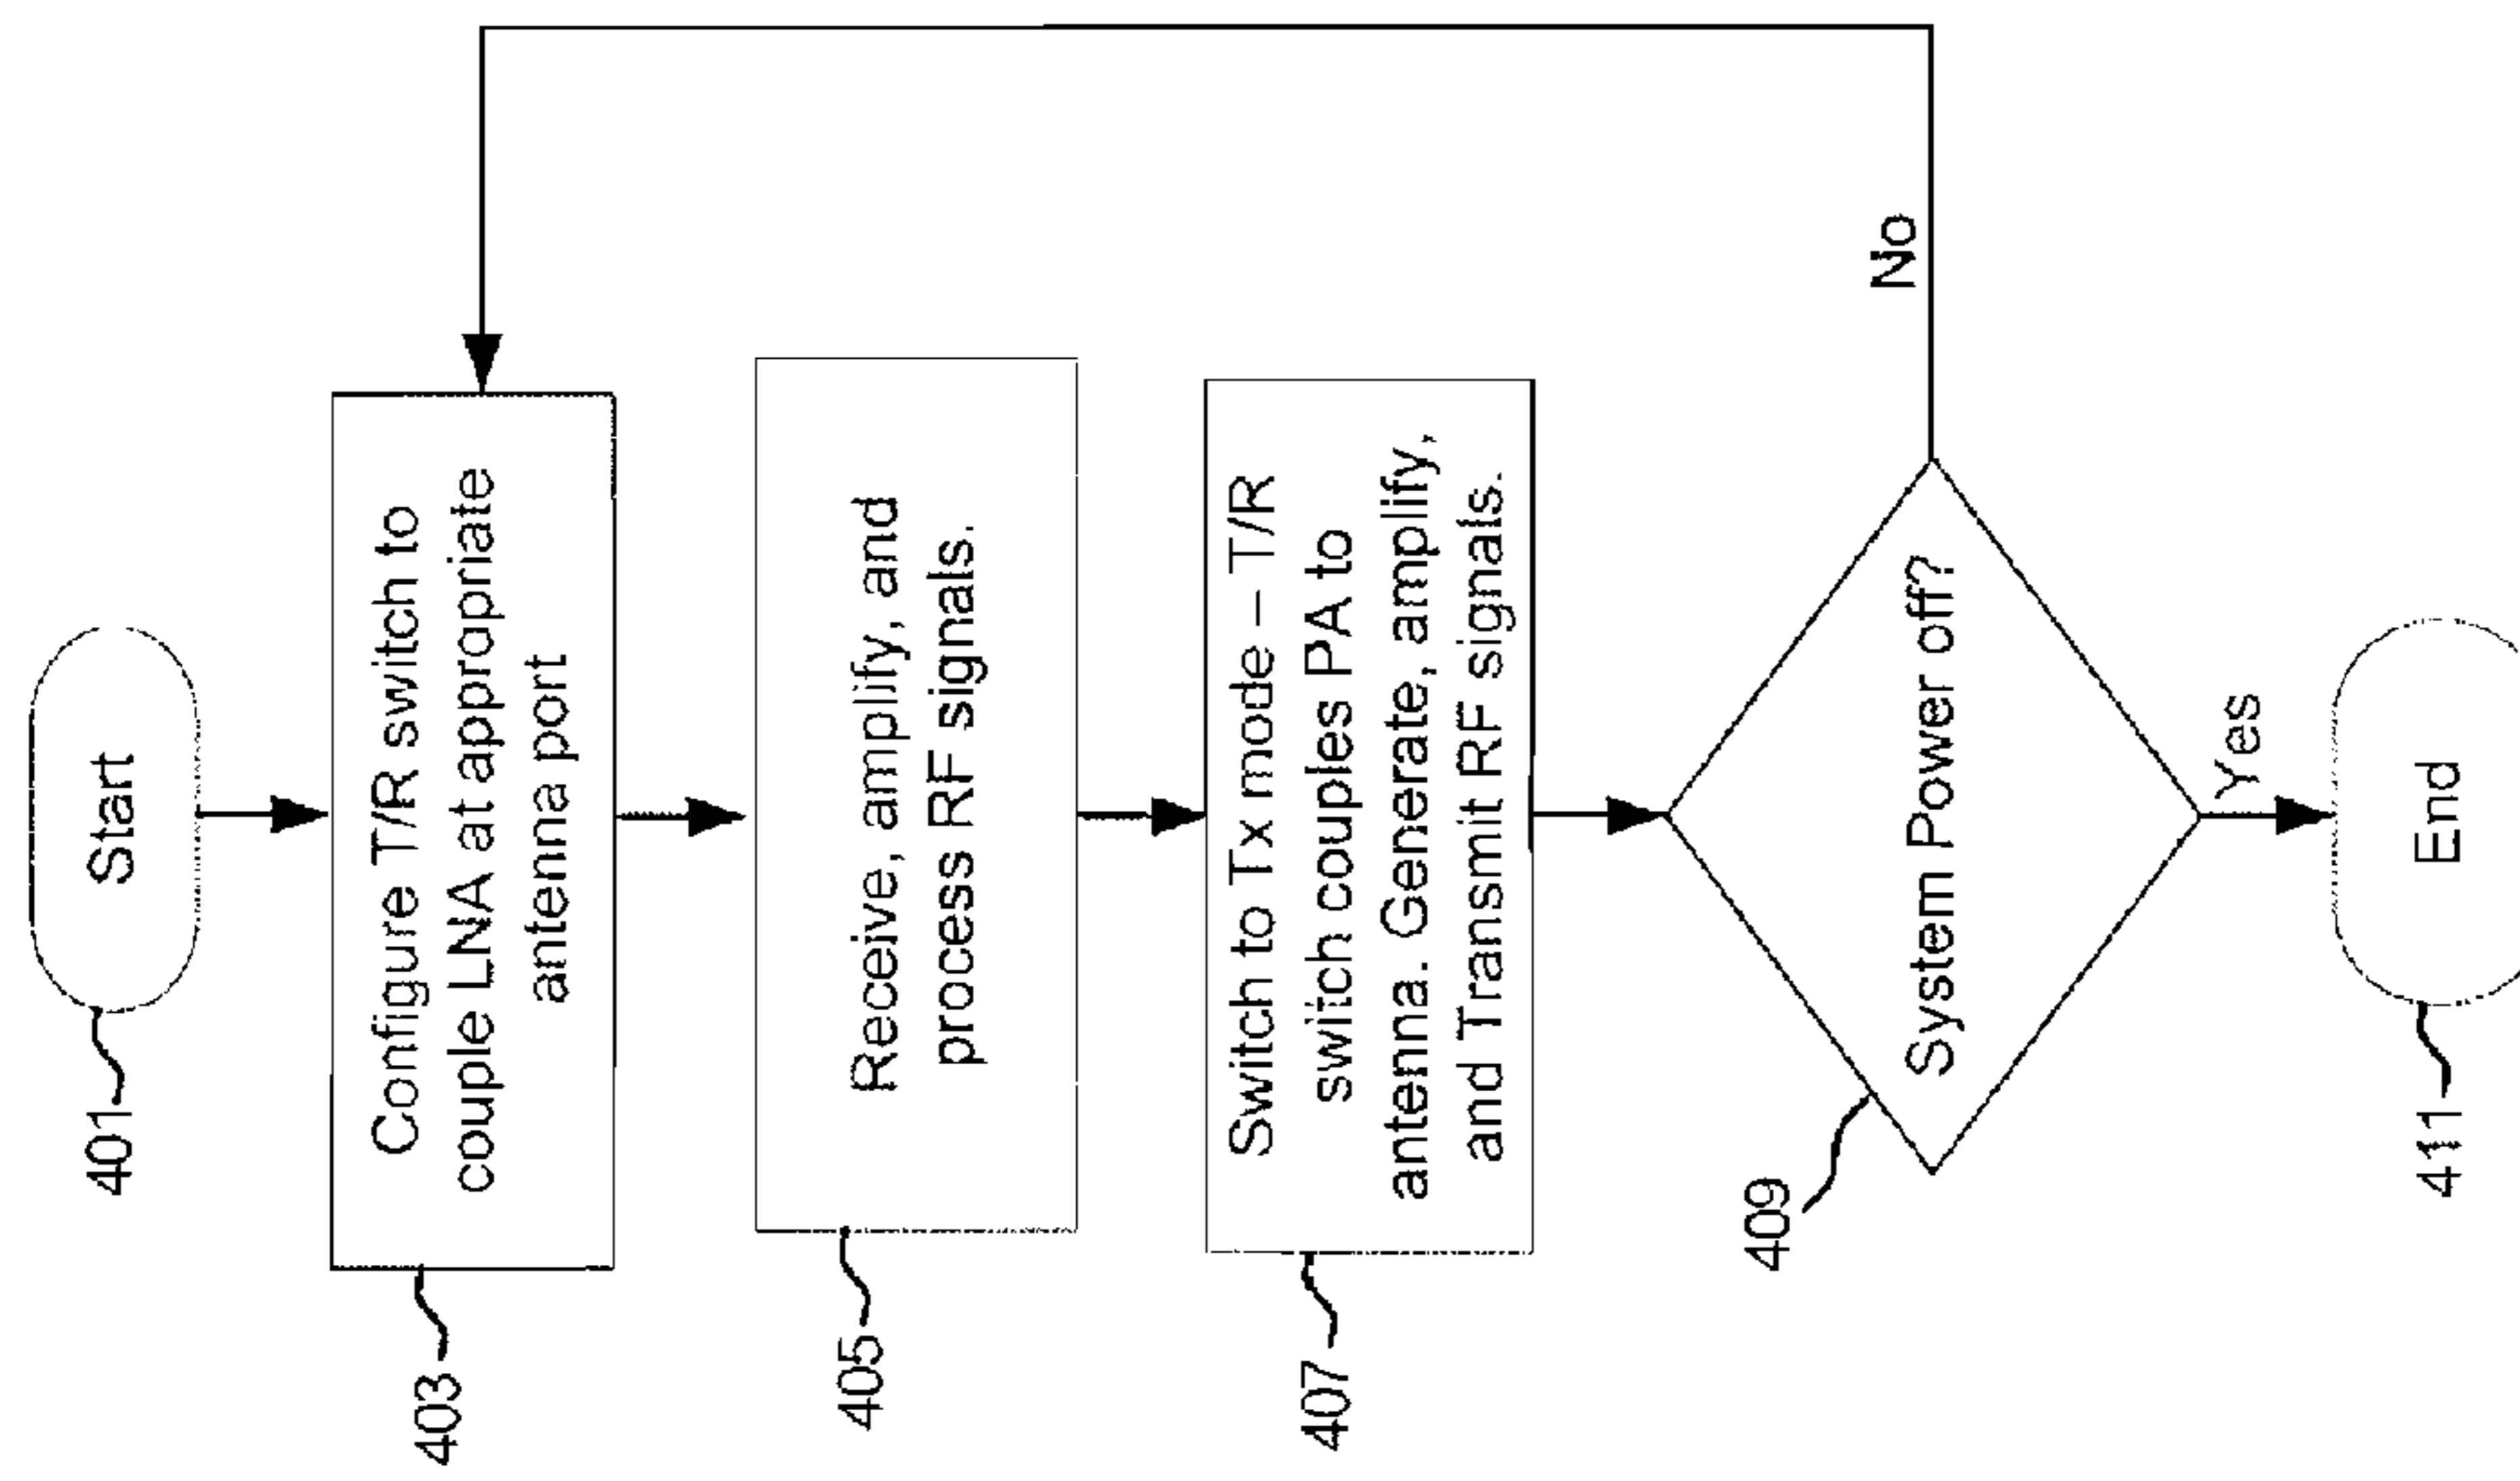 401
Start
403
Configure T/R switch to
couple LNA at appropriate
antenna port
405
Receive, amplify, and
process RF signals.
407
Switch to Tx mode – T/R
switch couples PA to
antenna. Generate, amplify,
and Transmit RF signals.
409
System Power off?
No
Yes
411
End